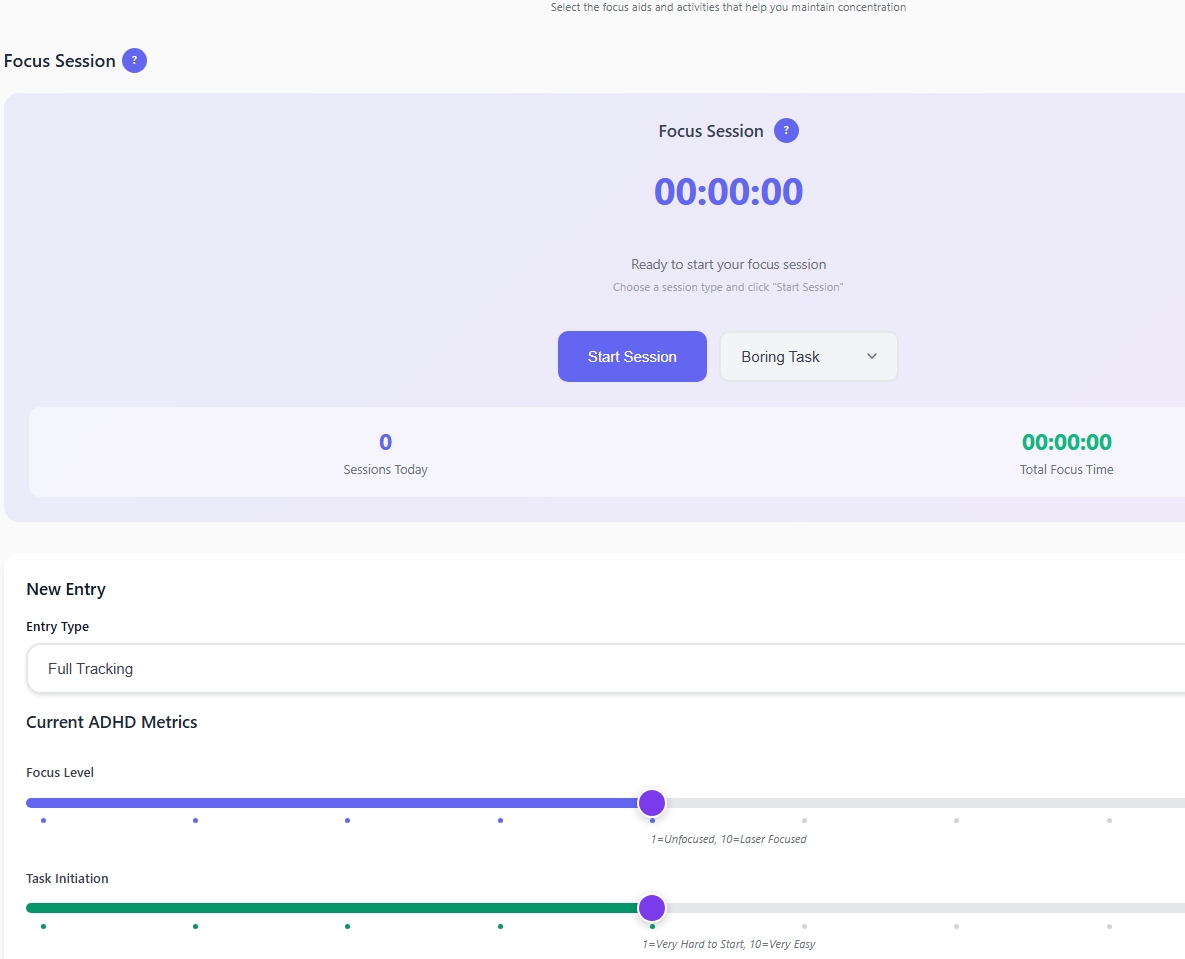 Select the focus aids and activities that help you maintain concentration
Focus Session ?
Focus Session ?
00:00:00
Ready to start your focus session
Choose a session type and click "Start Session"
Start Session
Boring Task
0
Sessions Today
00:00:00
Total Focus Time
New Entry
Entry Type
Full Tracking
Current ADHD Metrics
Focus Level
1=Unfocused, 10=Laser Focused
Task Initiation
1=Very Hard to Start, 10=Very Easy